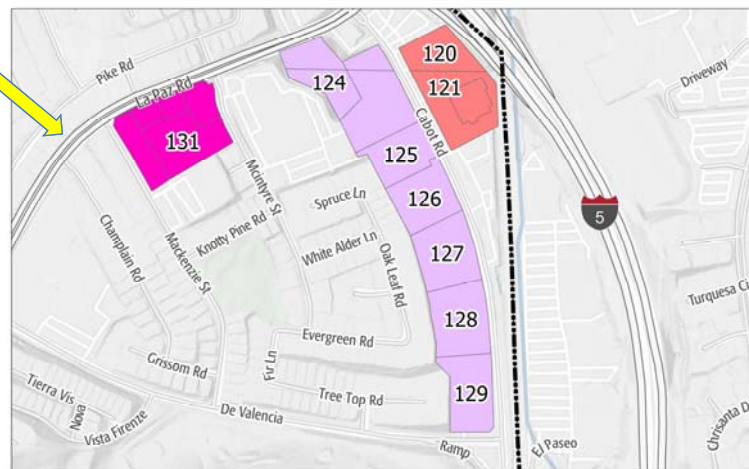 120
Pike Rd
124
121
Driveway
La Paz Rd
Cabot Rd
131
125
Mcintyre St
Spruce Ln
126
5
Knotty Pine Rd
Champlain Rd
Mackenzie St
White Alder Ln
Oak Leaf Rd
127
Turquesa Ci
128
Evergreen Rd
Grissom Rd
Fir Ln
Tierra Vis
Nova
Tree Top Rd
129
De Valencia
Vista Firenze
Ramp
El Paseo
Chrisanta D